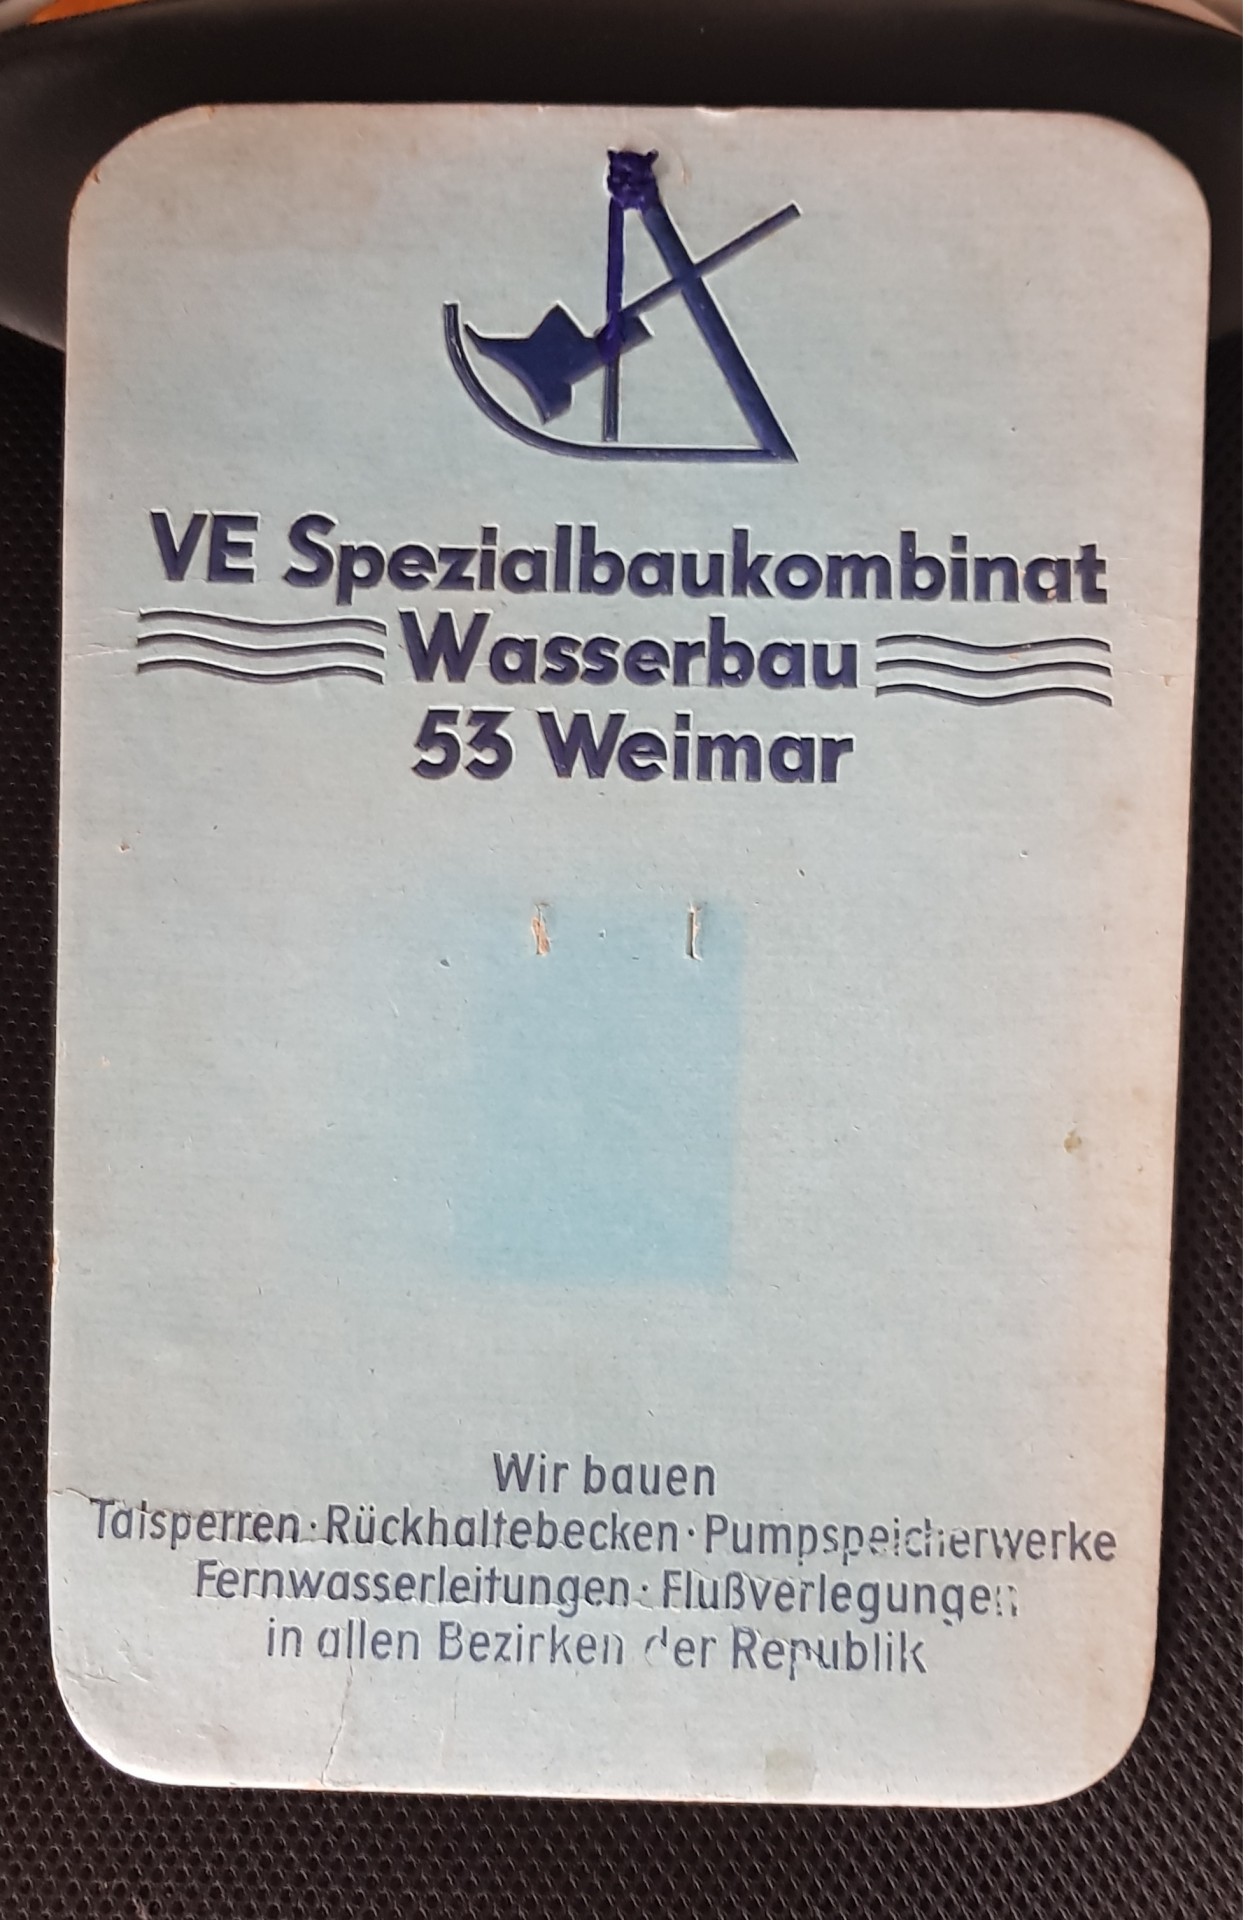 VE Spezialbaukombinat
Wasserbau
53 Weimar
Wir bauen
Talsperren · Rückhaltebecken · Pumpspeicherwerke
Fernwasserleitungen · Flußverlegungen
in allen Bezirken der Republik